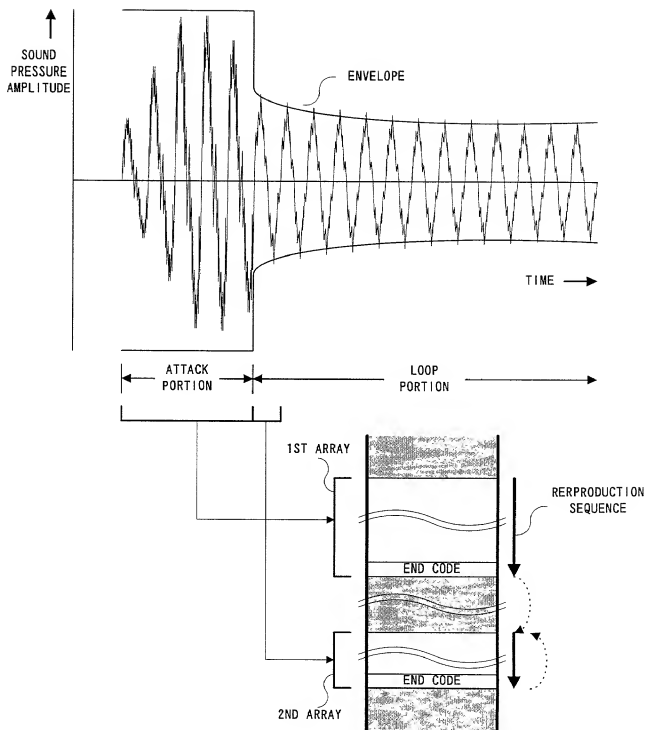 SOUND
PRESSURE
AMPLITUDE
ENVELOPE
TIME
ATTACK
PORTION
LOOP
PORTION
1ST ARRAY
RERPRODUCTION
SEQUENCE
END CODE
END CODE
2ND ARRAY